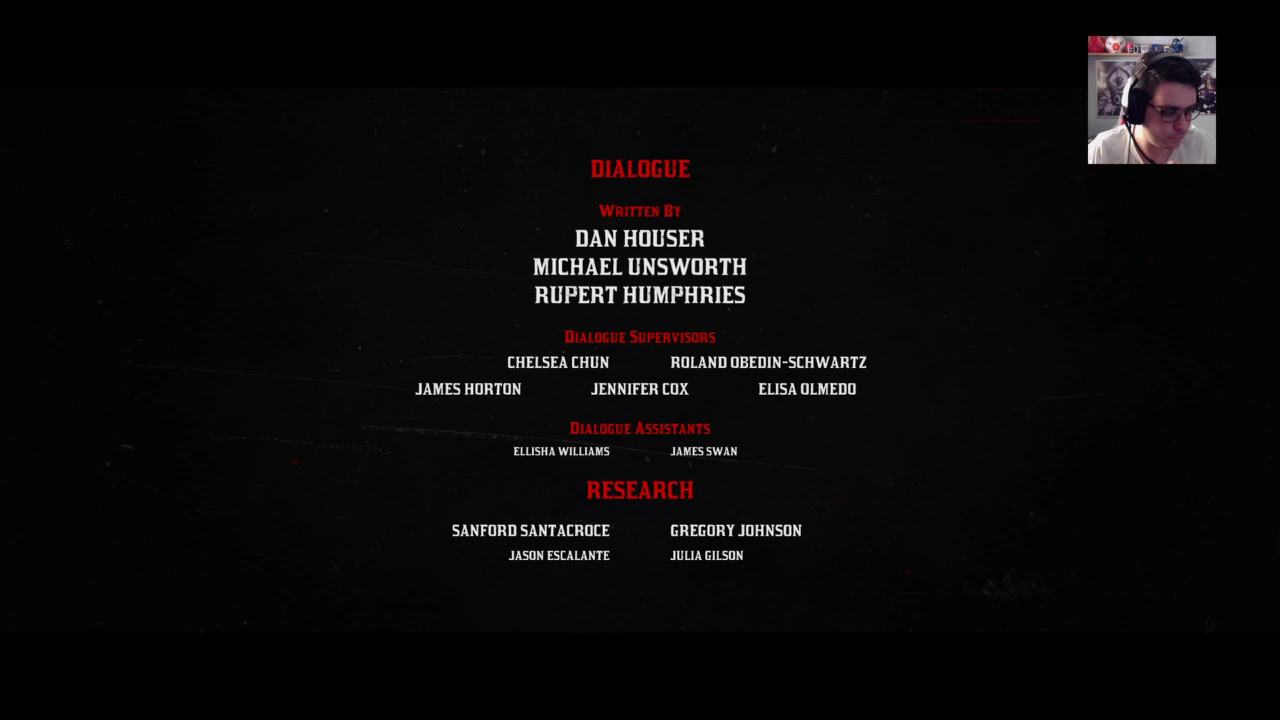 DIALOGUE
WRITTEN BY
DAN HOUSER
MICHAEL UNSWORTH
RUPERT HUMPHRIES
DIALOGUE SUPERVISORS
CHELSEA CHUN ROLAND OBEDIN-SCHWARTZ
JAMES HORTON JENNIFER COX ELISA OLMEDO
DIALOGUE ASSISTANTS
ELLISHA WILLIAMS JAMES SWAN
RESEARCH
SANFORD SANTACROCE GREGORY JOHNSON
JASON ESCALANTE JULIA GILSON